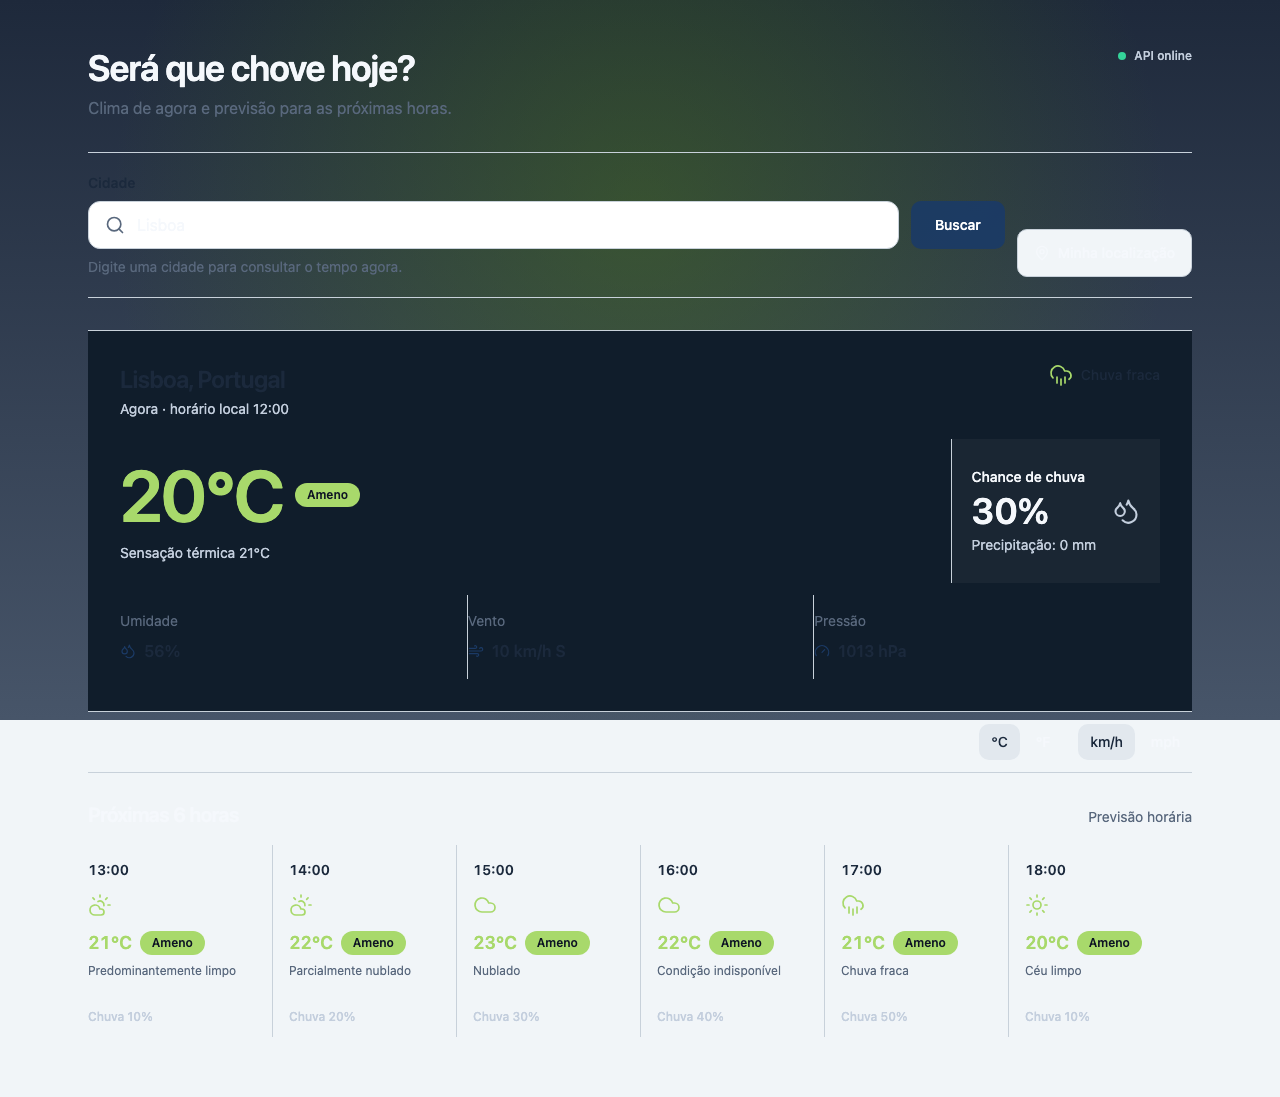 Será que chove hoje?
API online
Clima de agora e previsão para as próximas horas.
Cidade
Lisboa
Buscar
Minha localização
Digite uma cidade para consultar o tempo agora.
Lisboa, Portugal
Chuva fraca
Agora · horário local 12:00
20°C Ameno
Sensação térmica 21°C
Chance de chuva
30%
Precipitação: 0 mm
Umidade
56%
Vento
10 km/h S
Pressão
1013 hPa
°C °F km/h mph
Próximas 6 horas
Previsão horária
13:00
21°C Ameno
Predominantemente limpo
Chuva 10%
14:00
22°C Ameno
Parcialmente nublado
Chuva 20%
15:00
23°C Ameno
Nublado
Chuva 30%
16:00
22°C Ameno
Condição indisponível
Chuva 40%
17:00
21°C Ameno
Chuva fraca
Chuva 50%
18:00
20°C Ameno
Céu limpo
Chuva 10%